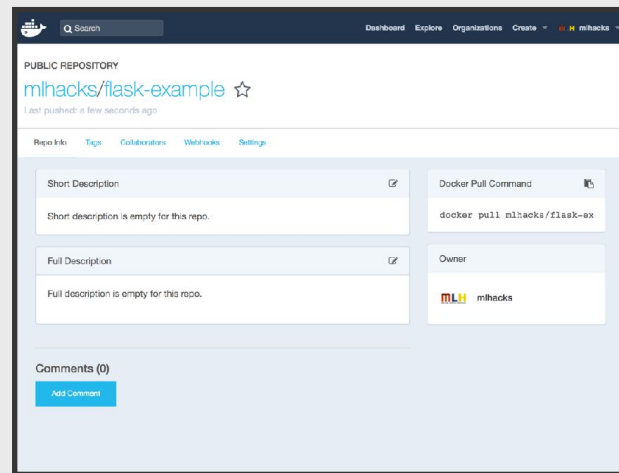 Search Dashboard Explore Organizations Create MLH mlhacks
PUBLIC REPOSITORY
mlhacks/flask-example
Last pushed: a few seconds ago
Repo Info Tags Collaborators Webhooks Settings
Short Description
Short description is empty for this repo.
Full Description
Full description is empty for this repo.
Docker Pull Command
docker pull mlhacks/flask-ex
Owner
MLH mlhacks
Comments (0)
Add Comment